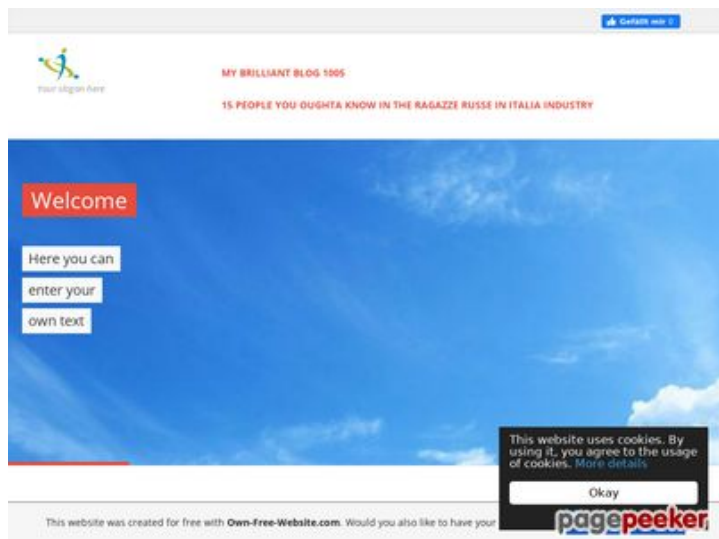 Gefällt mir 0
Your slogan here
MY BRILLIANT BLOG 1005
15 PEOPLE YOU OUGHTA KNOW IN THE RAGAZZE RUSSE IN ITALIA INDUSTRY
Welcome
Here you can
enter your
own text
This website uses cookies. By
using it, you agree to the usage
of cookies. More details
Okay
This website was created for free with Own-Free-Website.com. Would you also like to have your
pagepeeker